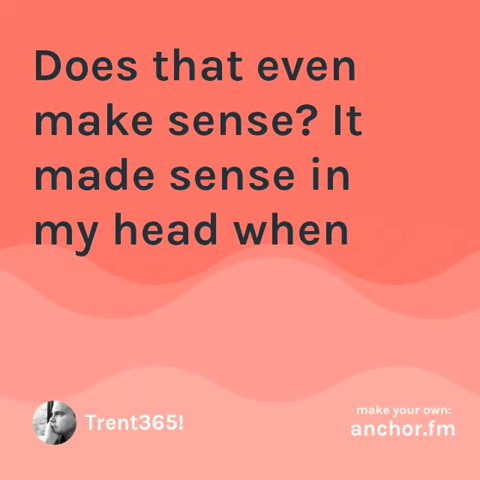 Does that even
make sense? It
made sense in
my head when
Trent365!
make your own:
anchor.fm